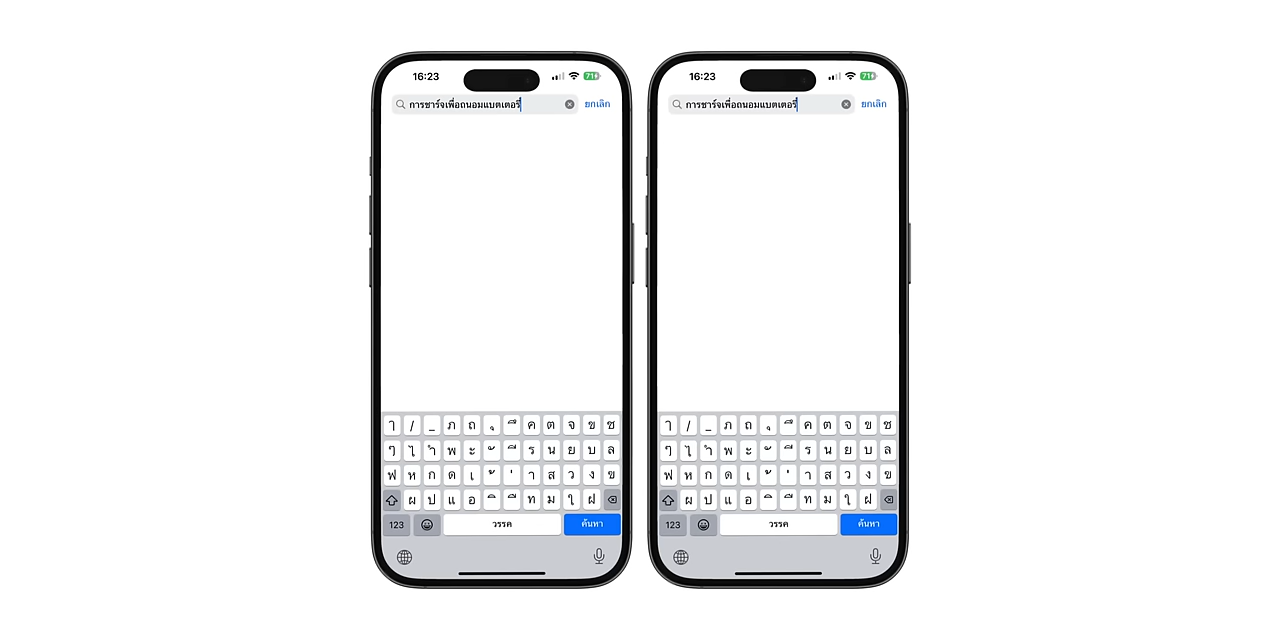 16:23 71
การชาร์จเพื่อถนอมแบตเตอรี่ ยกเลิก
ๅ / _ ภ ถ ุ ึ ค ต จ ข ช
ๆ ไ ำ พ ะ ั ี ร น ย บ ล
ฟ ห ก ด เ ้ ่ า ส ว ง ฃ
ผ ป แ อ ิ ื ท ม ใ ฝ
123 วรรค ค้นหา
16:23 71
การชาร์จเพื่อถนอมแบตเตอรี่ ยกเลิก
ๅ / _ ภ ถ ุ ึ ค ต จ ข ช
ๆ ไ ำ พ ะ ั ี ร น ย บ ล
ฟ ห ก ด เ ้ ่ า ส ว ง ฃ
ผ ป แ อ ิ ื ท ม ใ ฝ
123 วรรค ค้นหา